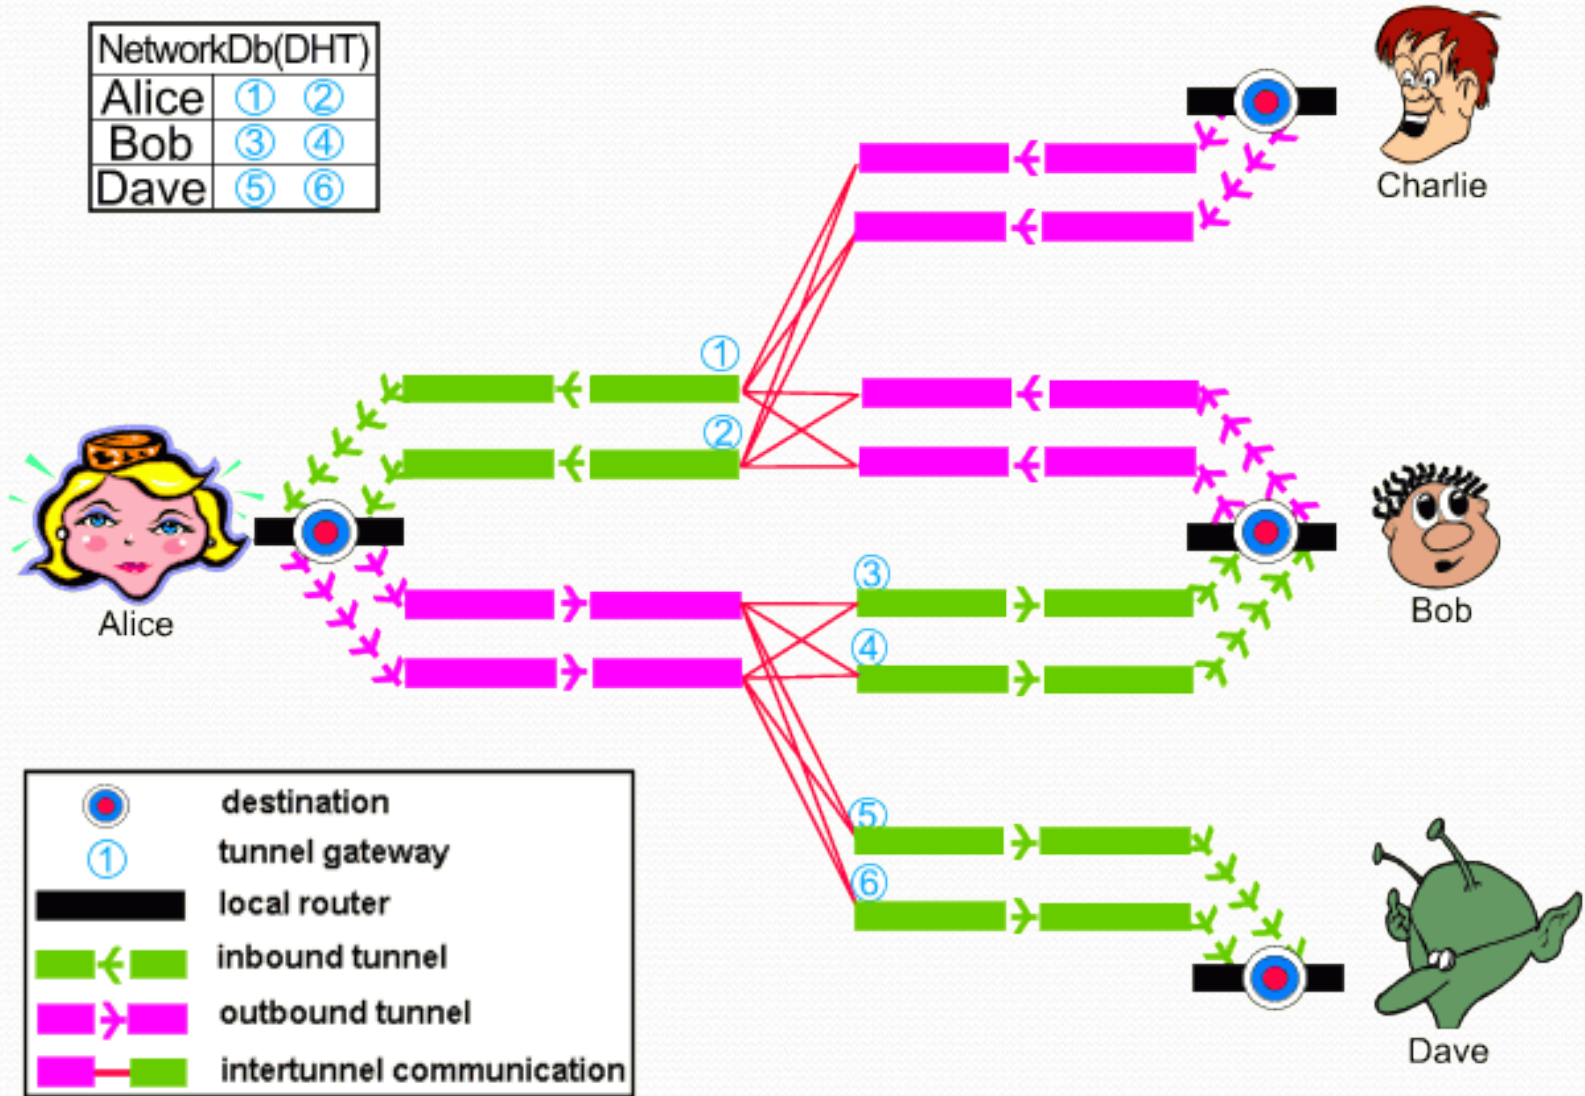 NetworkDb(DHT)
Alice ① ②
Bob ③ ④
Dave ⑤ ⑥
Charlie
①
②
Alice
③
④
Bob
⑤
⑥
Dave
destination
① tunnel gateway
local router
inbound tunnel
outbound tunnel
intertunnel communication